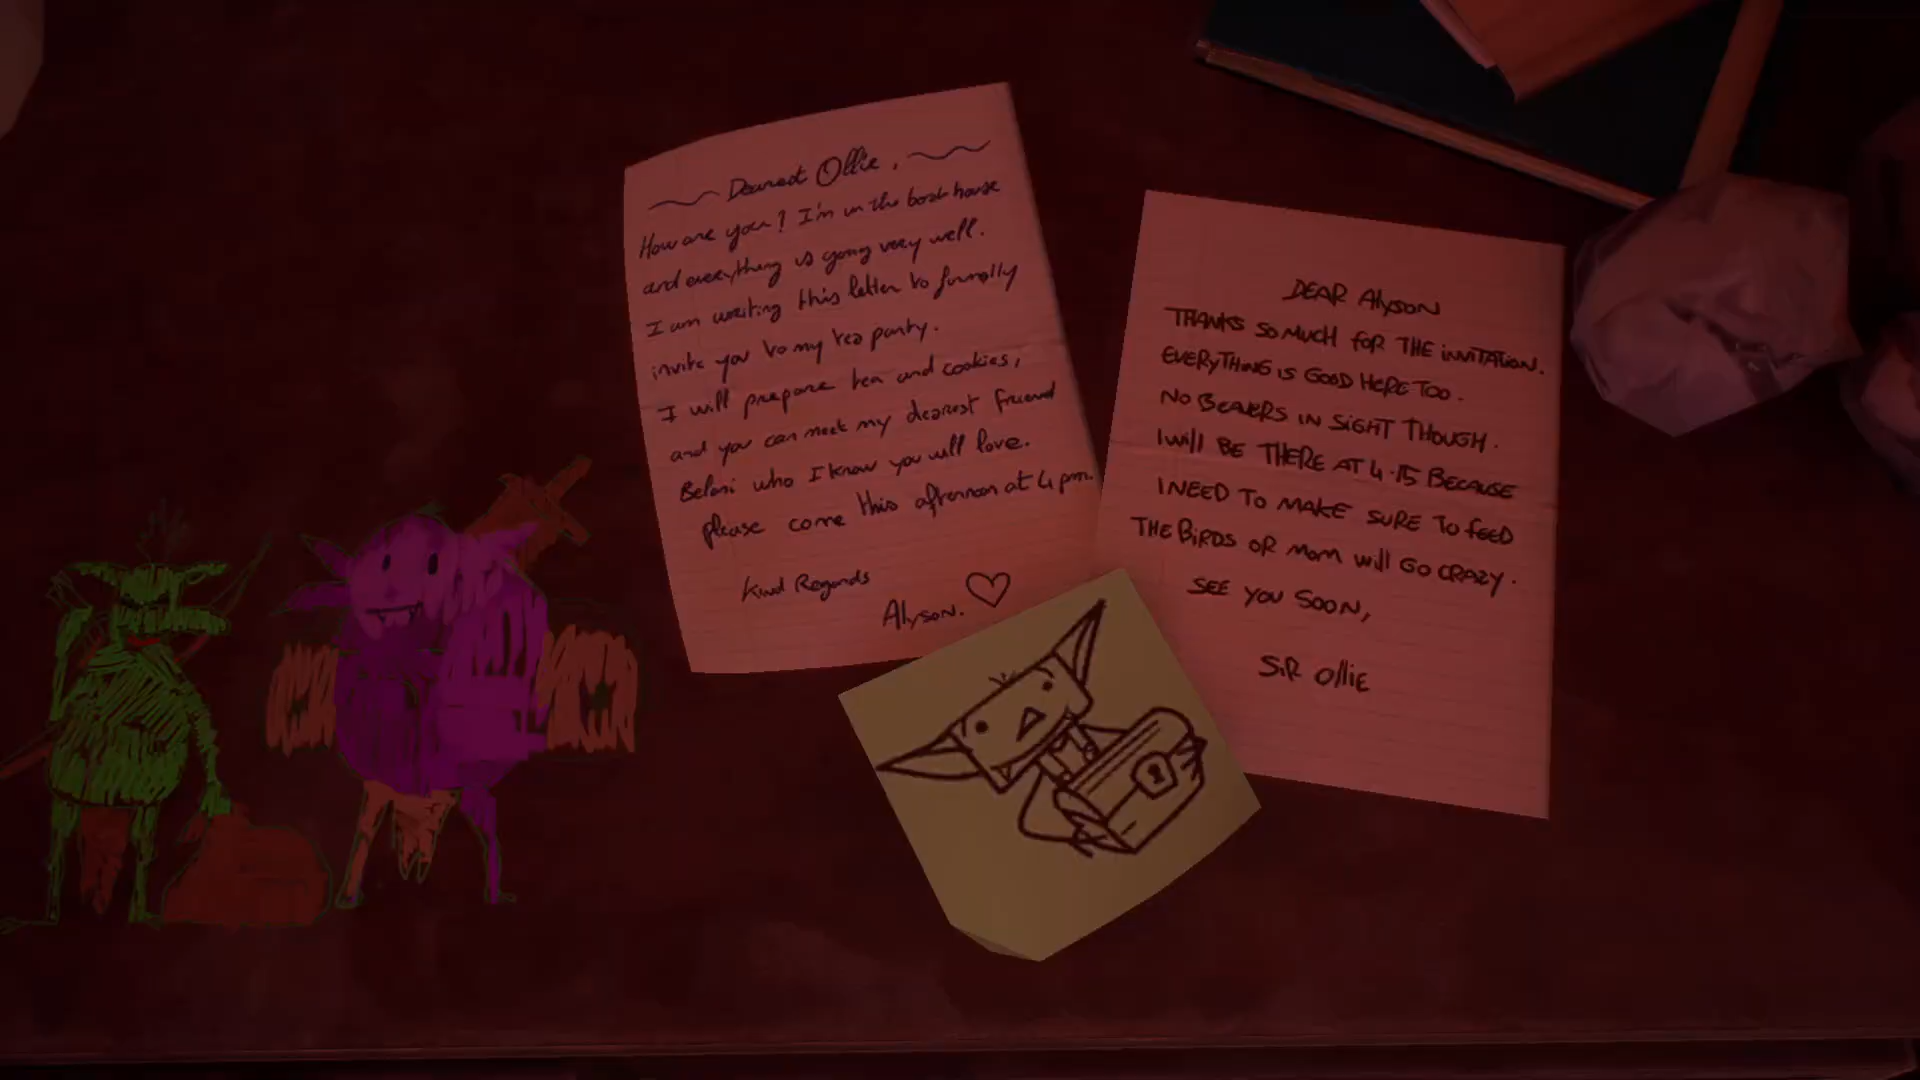 Dearest Ollie,
How are you? I'm in the boat house
and everything is going very well.
I am writing this letter to formally
invite you to my tea party.
I will prepare tea and cookies,
and you can meet my dearest friend
Beloni who I know you will love.
please come this afternoon at 4 pm.
Kind Regards
Alyson.
DEAR Alyson
THANKS SO MUCH FOR THE INVITATION.
EVERYTHING IS GOOD HERE TOO.
NO BEAVERS IN SIGHT THOUGH.
I will BE THERE AT 4.15 BECAUSE
I NEED TO MAKE SURE TO FEED
THE BIRDS OR MOM WILL GO CRAZY.
SEE YOU SOON,
SIR Ollie